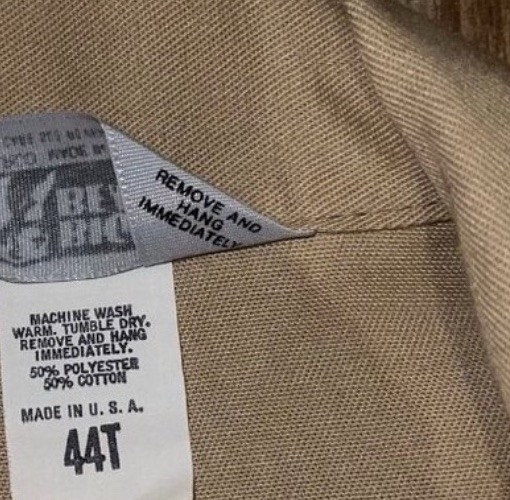 REMOVE AND
HANG
IMMEDIATELY
MACHINE WASH
WARM. TUMBLE DRY.
REMOVE AND HANG
IMMEDIATELY.
50% POLYESTER
50% COTTON
MADE IN U. S. A.
44T